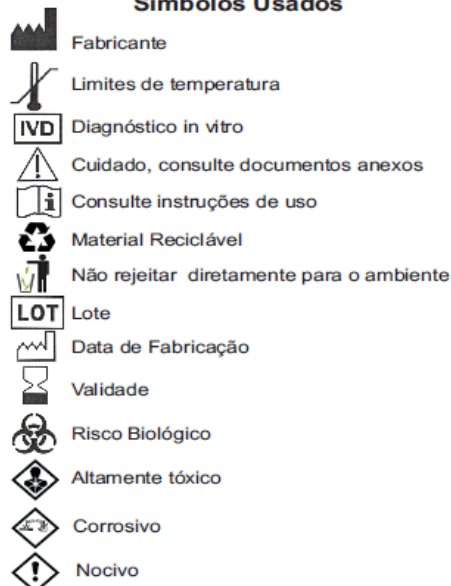 Símbolos Usados
Fabricante
Limites de temperatura
IVD Diagnóstico in vitro
Cuidado, consulte documentos anexos
i Consulte instruções de uso
Material Reciclável
Não rejeitar diretamente para o ambiente
LOT Lote
Data de Fabricação
Validade
Risco Biológico
Altamente tóxico
Corrosivo
Nocivo